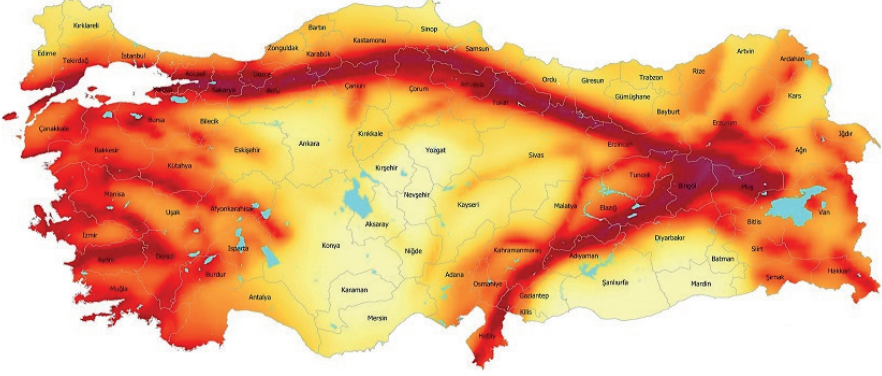 Kırklareli
Edirne
Tekirdağ
İstanbul
Kocaeli
Sakarya
Düzce
Bolu
Zonguldak
Bartın
Karabük
Kastamonu
Sinop
Samsun
Çankırı
Çorum
Amasya
Tokat
Ordu
Giresun
Trabzon
Rize
Artvin
Ardahan
Kars
Gümüşhane
Bayburt
Erzurum
Iğdır
Ağrı
Çanakkale
Bursa
Bilecik
Balıkesir
Kütahya
Eskişehir
Ankara
Kırıkkale
Yozgat
Sivas
Erzincan
Tunceli
Bingöl
Muş
Manisa
Uşak
Afyonkarahisar
Kırşehir
Nevşehir
Kayseri
Malatya
Elazığ
Bitlis
Van
İzmir
Aydın
Denizli
Isparta
Burdur
Konya
Aksaray
Niğde
Kahramanmaraş
Adıyaman
Diyarbakır
Batman
Siirt
Şırnak
Hakkari
Muğla
Antalya
Karaman
Mersin
Adana
Osmaniye
Gaziantep
Kilis
Şanlıurfa
Mardin
Hatay